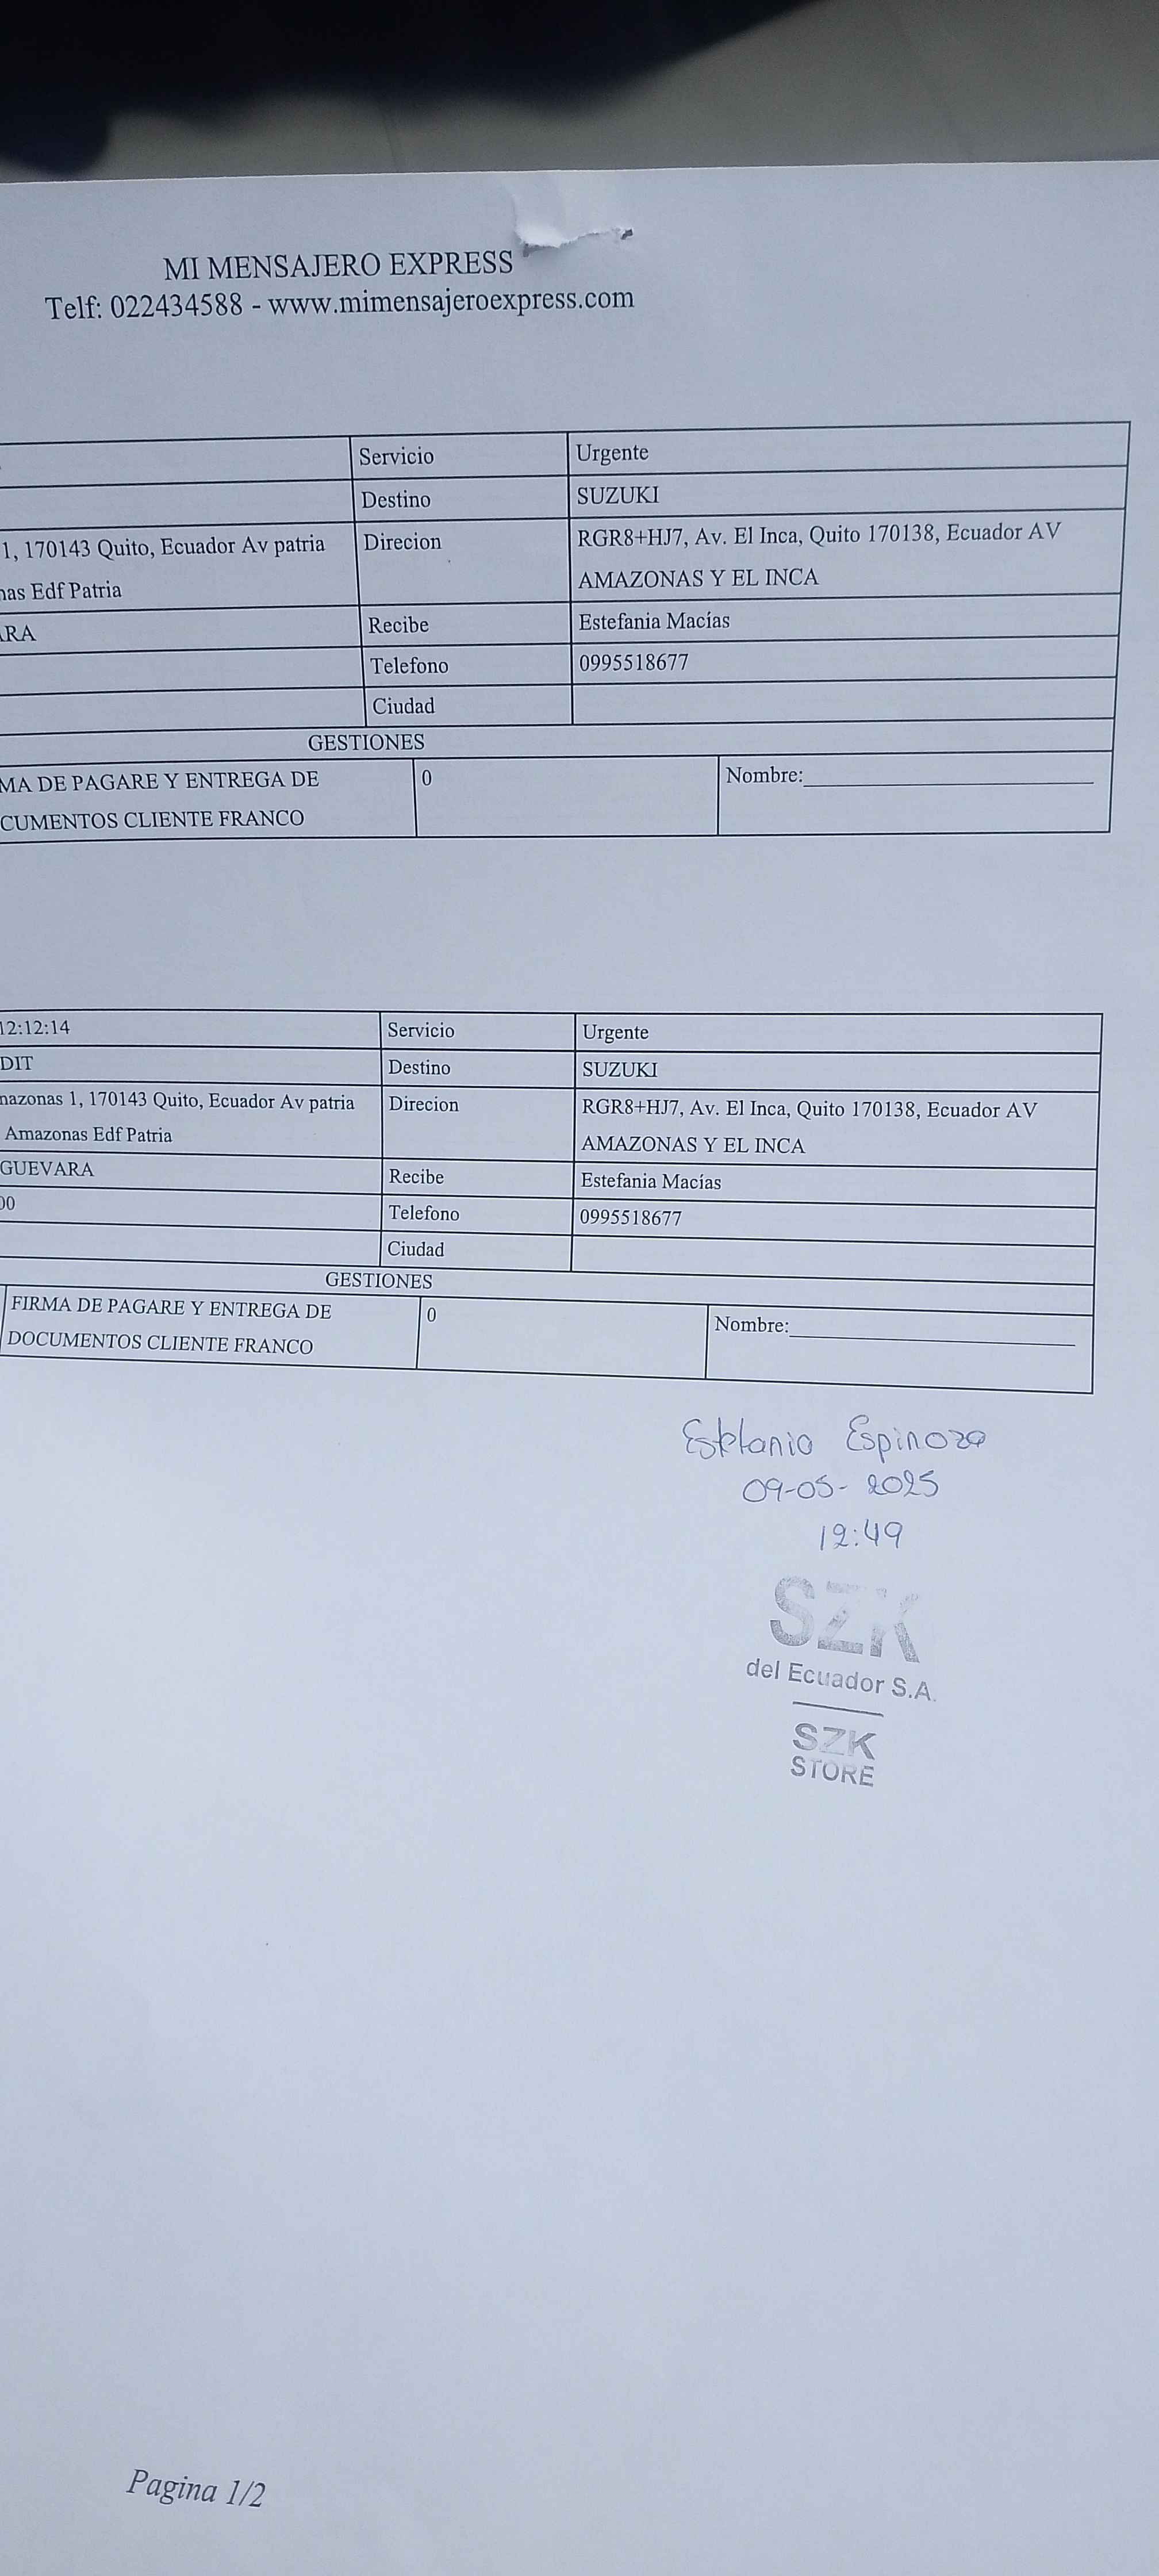 MI MENSAJERO EXPRESS
Telf: 022434588 - www.mimensajeroexpress.com
Servicio Urgente
Destino SUZUKI
1, 170143 Quito, Ecuador Av patria Direcion RGR8+HJ7, Av. El Inca, Quito 170138, Ecuador AV
nas Edf Patria AMAZONAS Y EL INCA
ARA Recibe Estefania Macías
Telefono 0995518677
Ciudad
GESTIONES
MA DE PAGARE Y ENTREGA DE 0 Nombre:
CUMENTOS CLIENTE FRANCO
12:12:14 Servicio Urgente
DIT Destino SUZUKI
nazonas 1, 170143 Quito, Ecuador Av patria Direcion RGR8+HJ7, Av. El Inca, Quito 170138, Ecuador AV
Amazonas Edf Patria AMAZONAS Y EL INCA
GUEVARA Recibe Estefania Macías
00 Telefono 0995518677
Ciudad
GESTIONES
FIRMA DE PAGARE Y ENTREGA DE 0 Nombre:
DOCUMENTOS CLIENTE FRANCO
Espinoza
09-05-2025
12:49
SZK
del Ecuador S.A.
SZK
STORE
Pagina 1/2